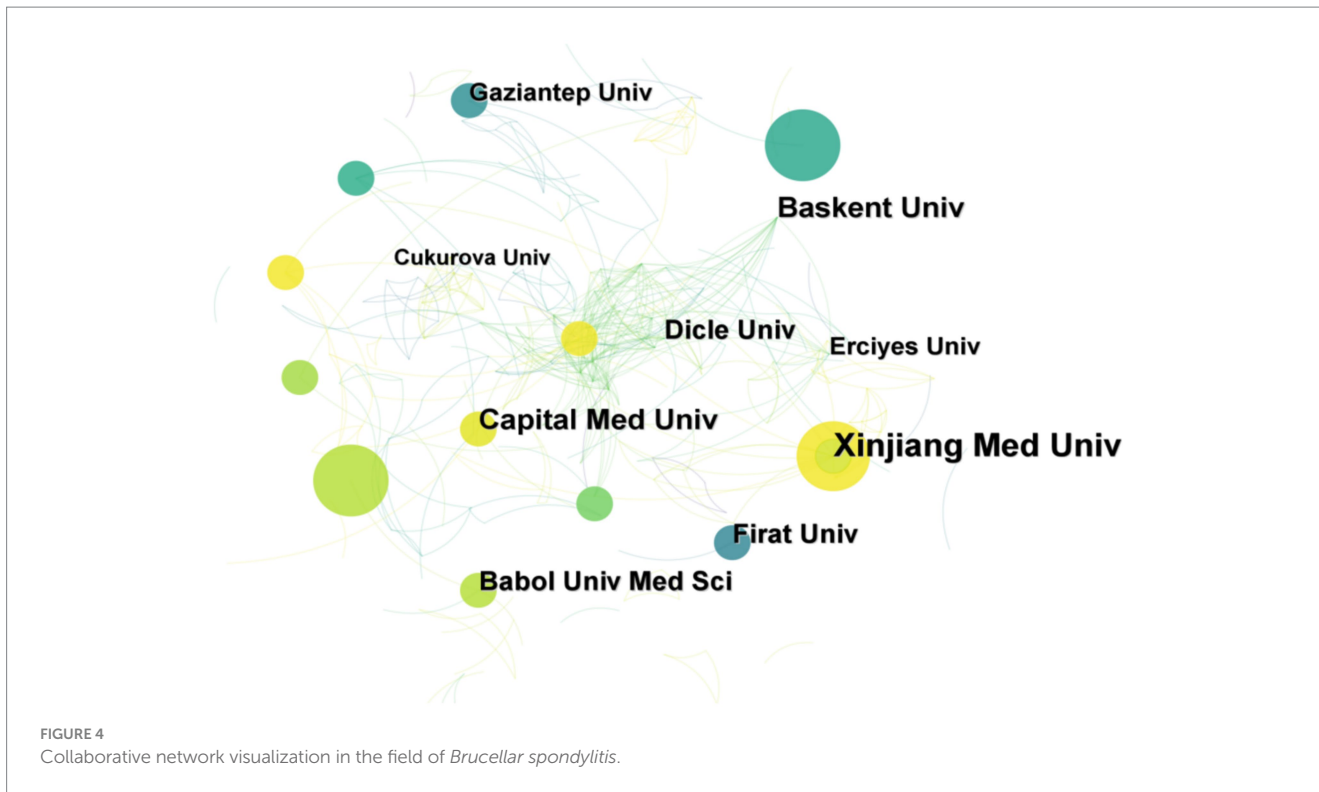 Gaziantep Univ
Baskent Univ
Cukurova Univ
Dicle Univ
Erciyes Univ
Capital Med Univ
Xinjiang Med Univ
Firat Univ
Babol Univ Med Sci
FIGURE 4
Collaborative network visualization in the field of Brucellar spondylitis.